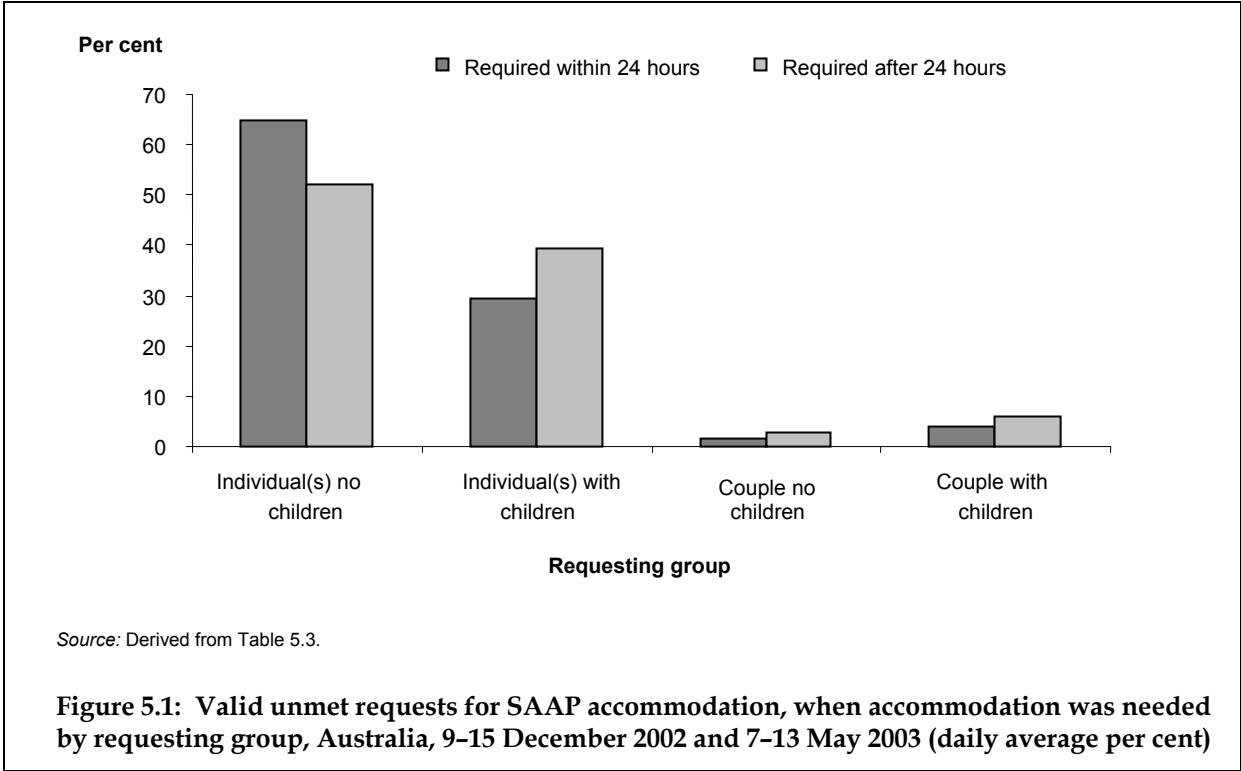 Per cent
Required within 24 hours Required after 24 hours
70
60
50
40
30
20
10
0
Individual(s) no children
Individual(s) with children
Couple no children
Couple with children
Requesting group
Source: Derived from Table 5.3.
Figure 5.1: Valid unmet requests for SAAP accommodation, when accommodation was needed
by requesting group, Australia, 9–15 December 2002 and 7–13 May 2003 (daily average per cent)